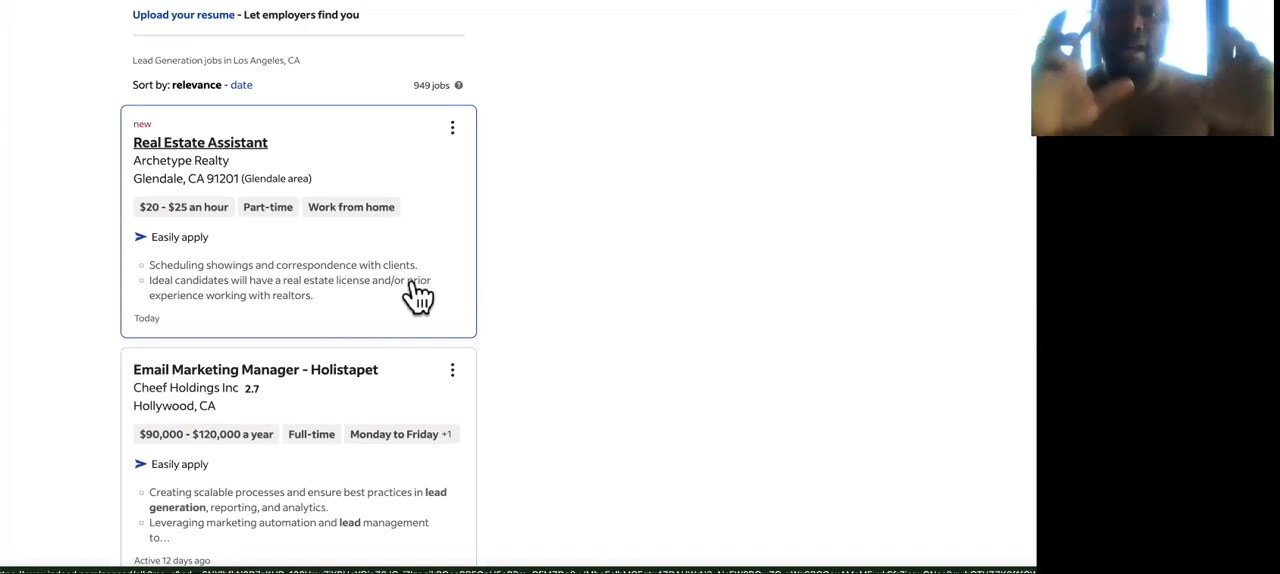 Upload your resume - Let employers find you
Lead Generation jobs in Los Angeles, CA
Sort by: relevance - date
949 jobs
new
Real Estate Assistant
Archetype Realty
Glendale, CA 91201 (Glendale area)
$20 - $25 an hour
Part-time
Work from home
Easily apply
Scheduling showings and correspondence with clients.
Ideal candidates will have a real estate license and/or prior
experience working with realtors.
Today
Email Marketing Manager - Holistapet
Cheef Holdings Inc 2.7
Hollywood, CA
$90,000 - $120,000 a year
Full-time
Monday to Friday +1
Easily apply
Creating scalable processes and ensure best practices in lead
generation, reporting, and analytics.
Leveraging marketing automation and lead management
to...
Active 12 days ago